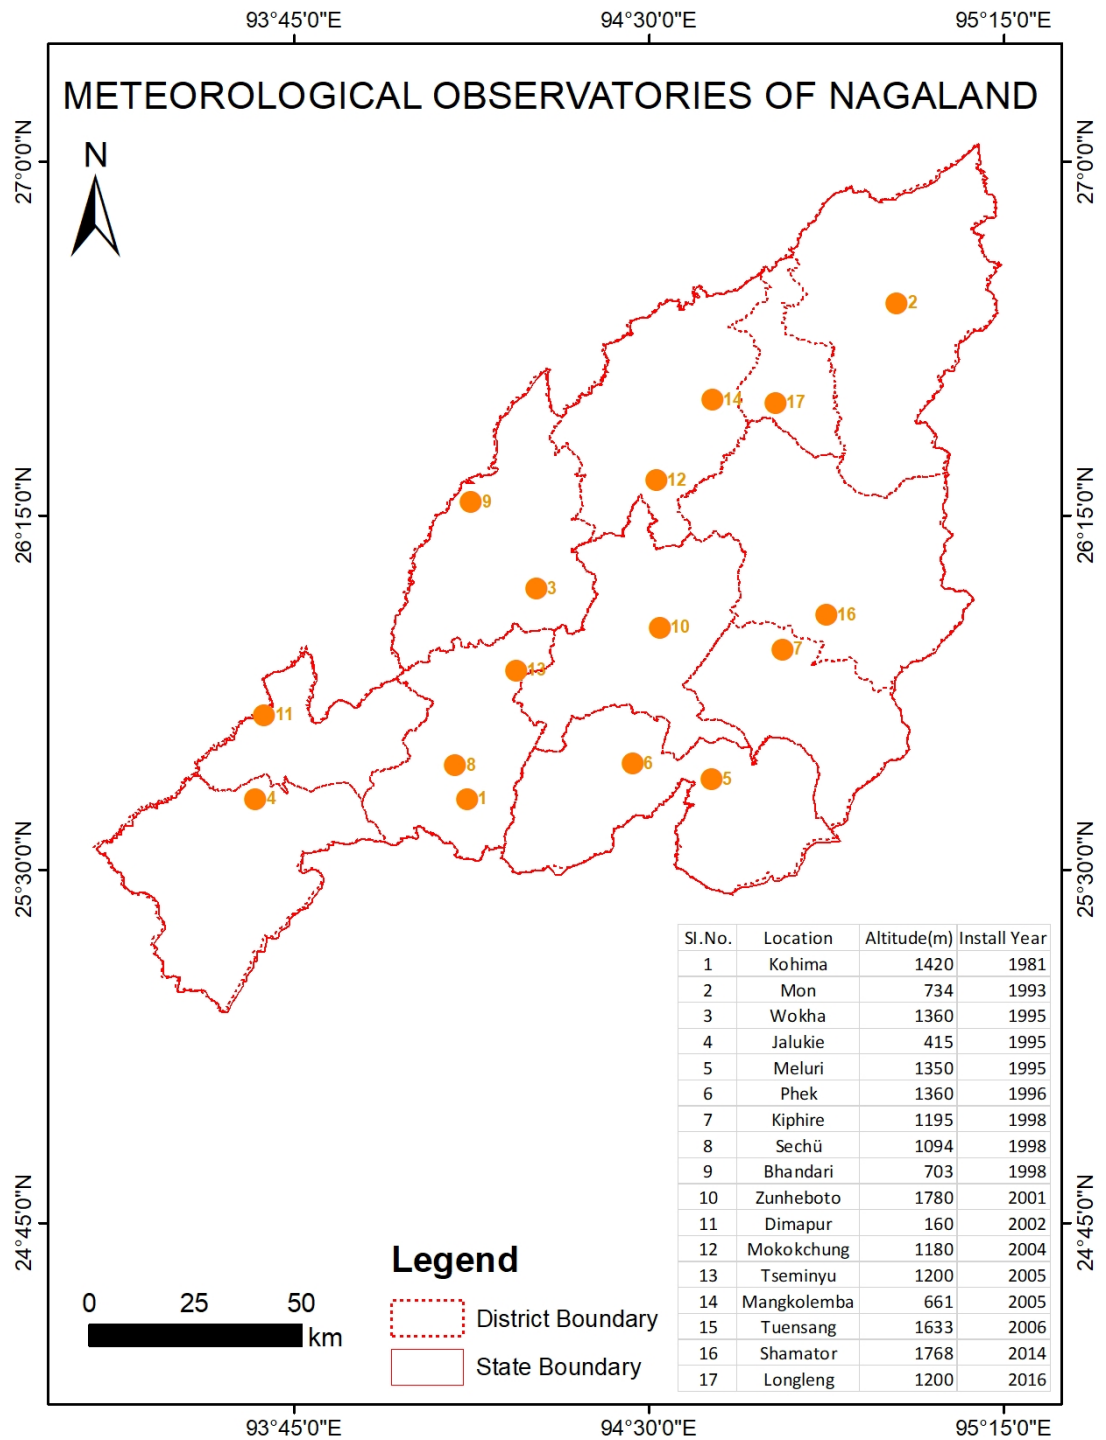 93°45'0"E 94°30'0"E 95°15'0"E
METEOROLOGICAL OBSERVATORIES OF NAGALAND
27°0'0"N 27°0'0"N
N
2
14 17
12
9
26°15'0"N 26°15'0"N
3
16
10
7
13
11
8 6
5
4 1
25°30'0"N 25°30'0"N
Sl.No. Location Altitude(m) Install Year
1 Kohima 1420 1981
2 Mon 734 1993
3 Wokha 1360 1995
4 Jalukie 415 1995
5 Meluri 1350 1995
6 Phek 1360 1996
7 Kiphire 1195 1998
8 Sechü 1094 1998
9 Bhandari 703 1998
10 Zunheboto 1780 2001
11 Dimapur 160 2002
12 Mokokchung 1180 2004
13 Tseminyu 1200 2005
14 Mangkolemba 661 2005
15 Tuensang 1633 2006
16 Shamator 1768 2014
17 Longleng 1200 2016
24°45'0"N 24°45'0"N
Legend
District Boundary
State Boundary
0 25 50
km
93°45'0"E 94°30'0"E 95°15'0"E